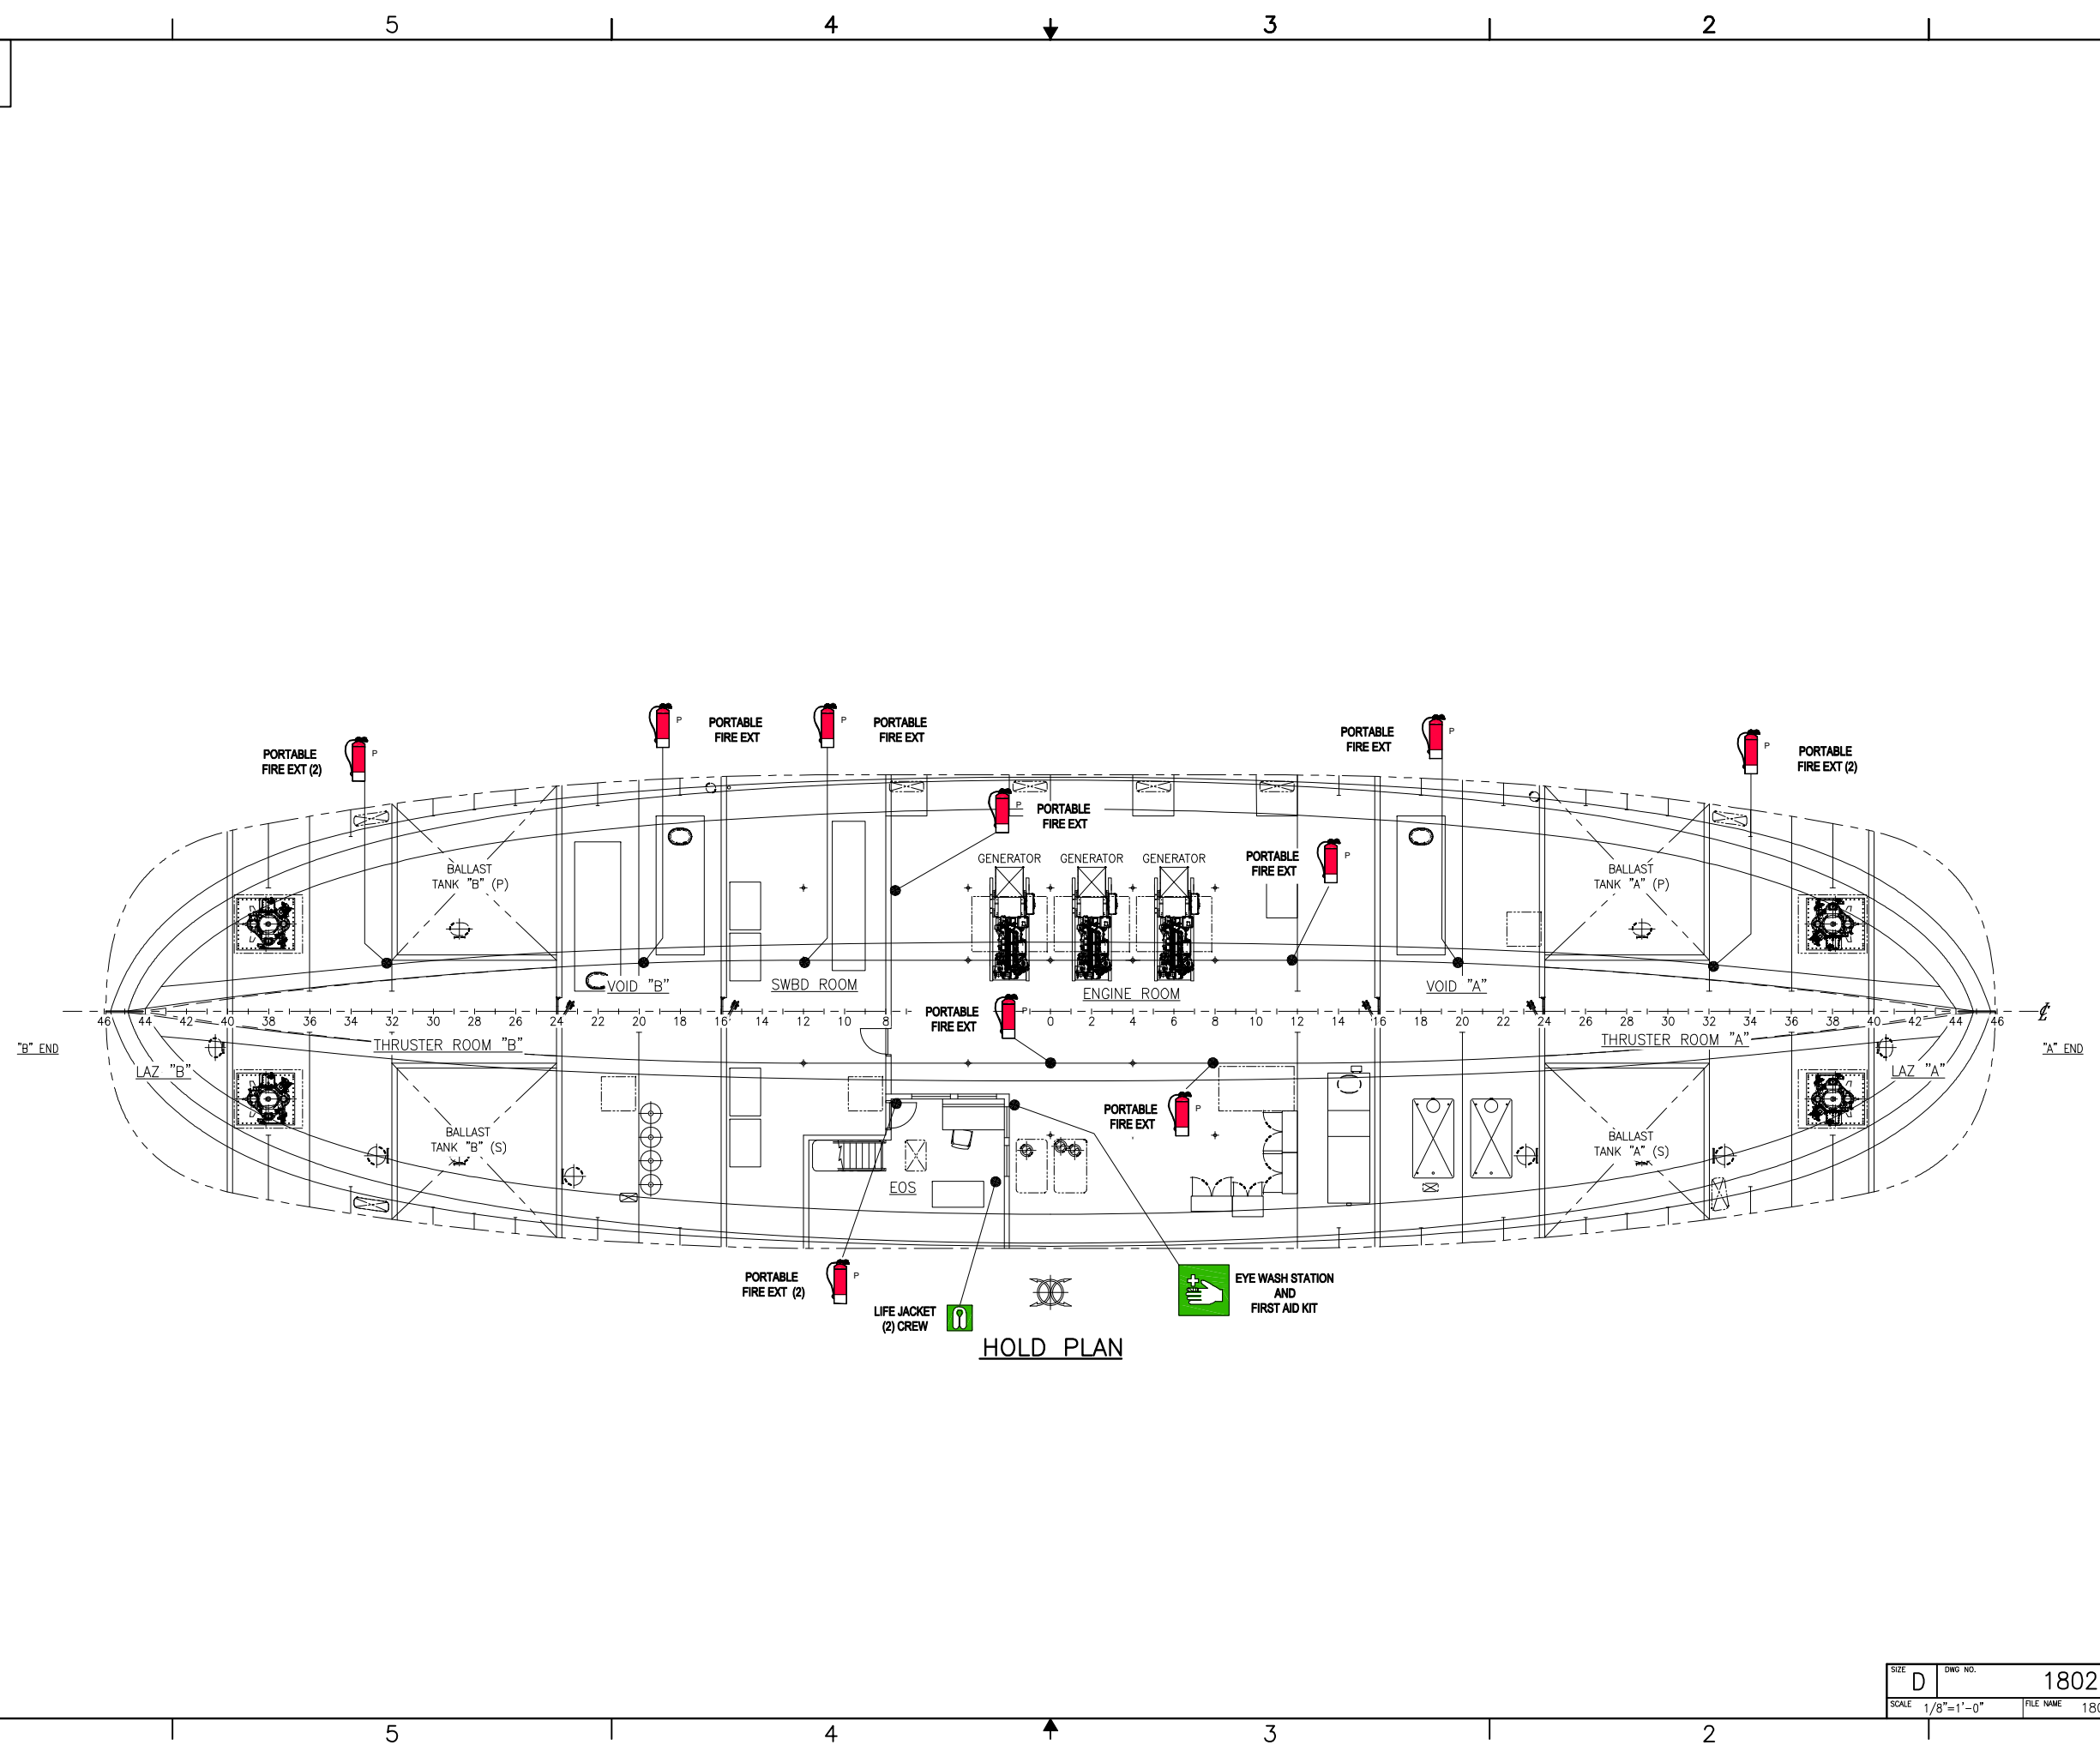 5 4 3 2
PORTABLE
FIRE EXT (2)
P
P
PORTABLE
FIRE EXT
P
PORTABLE
FIRE EXT
PORTABLE
FIRE EXT
P
P
PORTABLE
FIRE EXT (2)
P
PORTABLE
FIRE EXT
PORTABLE
FIRE EXT
P
GENERATOR GENERATOR GENERATOR
BALLAST
TANK "B" (P)
BALLAST
TANK "A" (P)
VOID "B"
SWBD ROOM
ENGINE ROOM
VOID "A"
PORTABLE
FIRE EXT
P
46 44 42 40 38 36 34 32 30 28 26 24 22 20 18 16 14 12 10 8 0 2 4 6 8 10 12 14 16 18 20 22 24 26 28 30 32 34 36 38 40 42 44 46
"B" END
THRUSTER ROOM "B"
THRUSTER ROOM "A"
"A" END
LAZ "B"
LAZ "A"
PORTABLE
FIRE EXT
P
BALLAST
TANK "B" (S)
BALLAST
TANK "A" (S)
EOS
PORTABLE
FIRE EXT (2)
P
LIFE JACKET
(2) CREW
EYE WASH STATION
AND
FIRST AID KIT
HOLD PLAN
SIZE D DWG NO. 1802
SCALE 1/8"=1'-0" FILE NAME 180
5 4 3 2